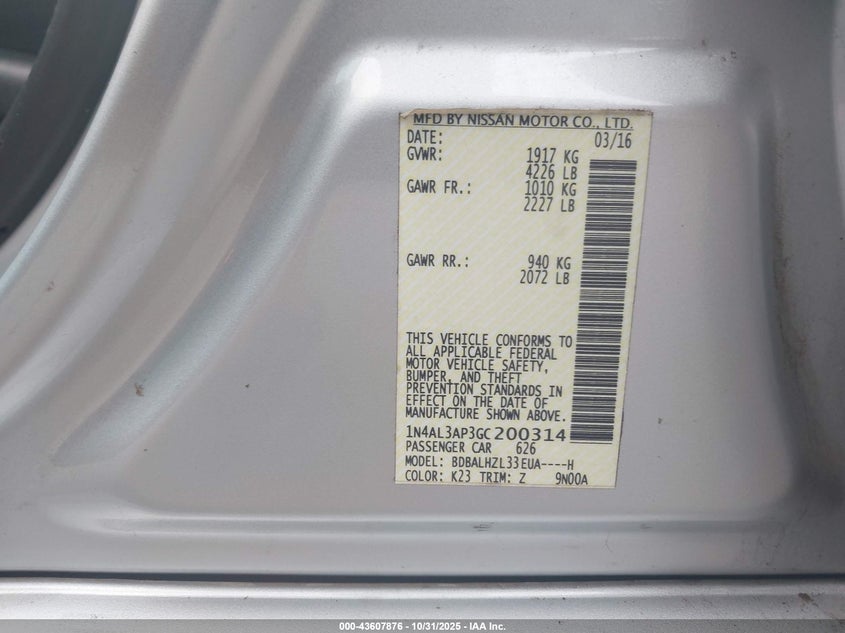 MFD BY NISSAN MOTOR CO., LTD.
DATE: 03/16
GVWR: 1917 KG
4226 LB
GAWR FR.: 1010 KG
2227 LB
GAWR RR.: 940 KG
2072 LB
THIS VEHICLE CONFORMS TO
ALL APPLICABLE FEDERAL
MOTOR VEHICLE SAFETY,
BUMPER, AND THEFT
PREVENTION STANDARDS IN
EFFECT ON THE DATE OF
MANUFACTURE SHOWN ABOVE.
1N4AL3AP3GC200314
PASSENGER CAR 626
MODEL: BDBALHZL33EUA----H
COLOR: K23 TRIM: Z 9N00A
000-43607876 - 10/31/2025 - IAA Inc.